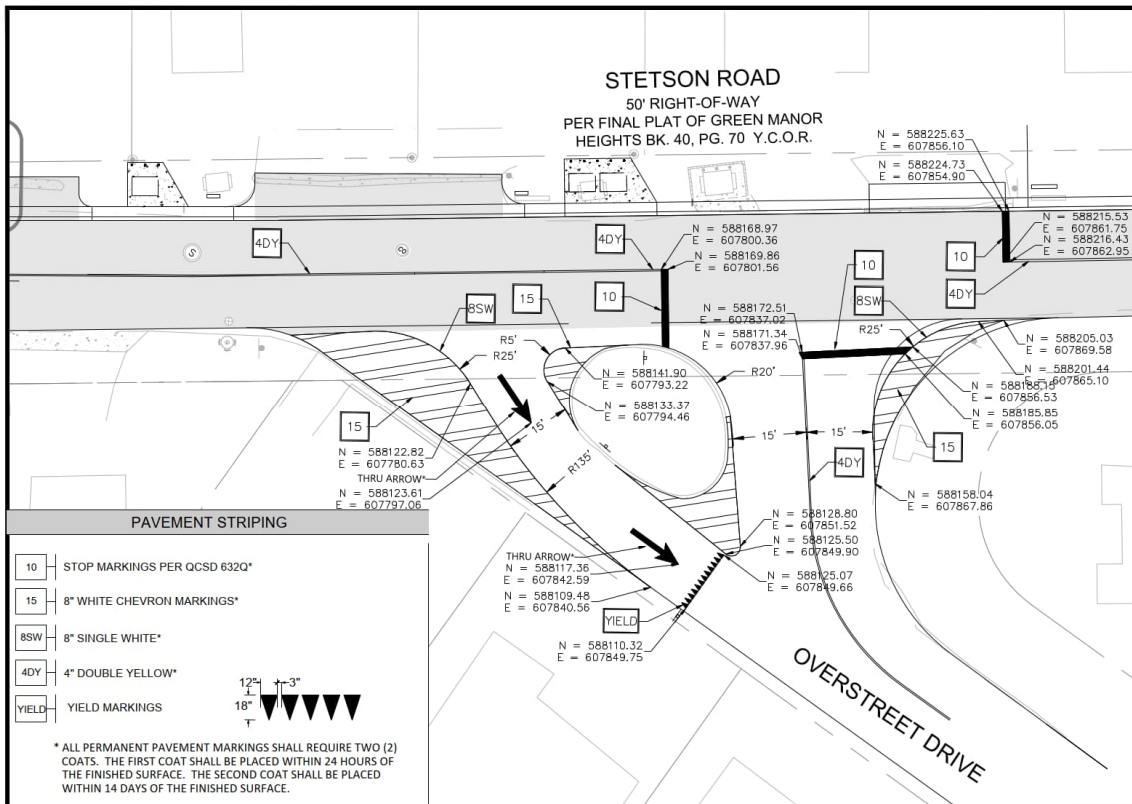 STETSON ROAD
50' RIGHT-OF-WAY
PER FINAL PLAT OF GREEN MANOR
HEIGHTS BK. 40, PG. 70 Y.C.O.R.
N = 588225.63
E = 607856.10
N = 588224.73
E = 607854.90
N = 588215.53
E = 607861.75
N = 588216.43
E = 607862.95
4DY
S
4DY
N = 588168.97
E = 607800.36
N = 588169.86
E = 607801.56
10
10
4DY
15
10
8SW
8SW
N = 588172.51
E = 607837.02
N = 588171.34
E = 607837.96
R25'
N = 588205.03
E = 607869.58
R5'
R25'
N = 588141.90
E = 607793.22
R20'
N = 588201.44
E = 607865.10
N = 588188.15
E = 607856.53
N = 588133.37
E = 607794.46
N = 588185.85
E = 607856.05
15
15'
15'
15'
15
N = 588122.82
E = 607780.63
THRU ARROW*
N = 588123.61
E = 607797.06
R135'
4DY
N = 588158.04
E = 607867.86
N = 588128.80
E = 607851.52
N = 588125.50
E = 607849.90
THRU ARROW*
N = 588117.36
E = 607842.59
N = 588109.48
E = 607840.56
N = 588125.07
E = 607849.66
YIELD
N = 588110.32
E = 607849.75
OVERSTREET DRIVE
PAVEMENT STRIPING
10 STOP MARKINGS PER QCSD 632Q*
15 8" WHITE CHEVRON MARKINGS*
8SW 8" SINGLE WHITE*
4DY 4" DOUBLE YELLOW*
YIELD YIELD MARKINGS
12" 3"
18"
* ALL PERMANENT PAVEMENT MARKINGS SHALL REQUIRE TWO (2)
COATS. THE FIRST COAT SHALL BE PLACED WITHIN 24 HOURS OF
THE FINISHED SURFACE. THE SECOND COAT SHALL BE PLACED
WITHIN 14 DAYS OF THE FINISHED SURFACE.